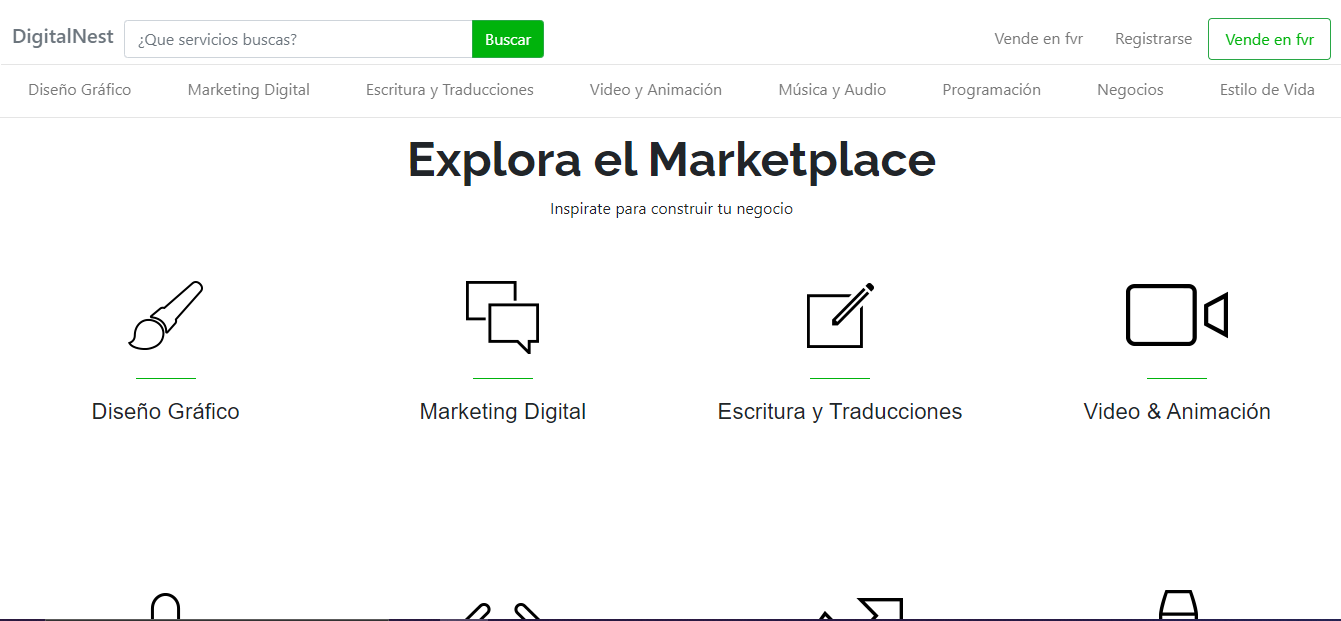 DigitalNest ¿Que servicios buscas? Buscar Vende en fvr Registrarse Vende en fvr
Diseño Gráfico Marketing Digital Escritura y Traducciones Video y Animación Música y Audio Programación Negocios Estilo de Vida
Explora el Marketplace
Inspirate para construir tu negocio
Diseño Gráfico Marketing Digital Escritura y Traducciones Video & Animación